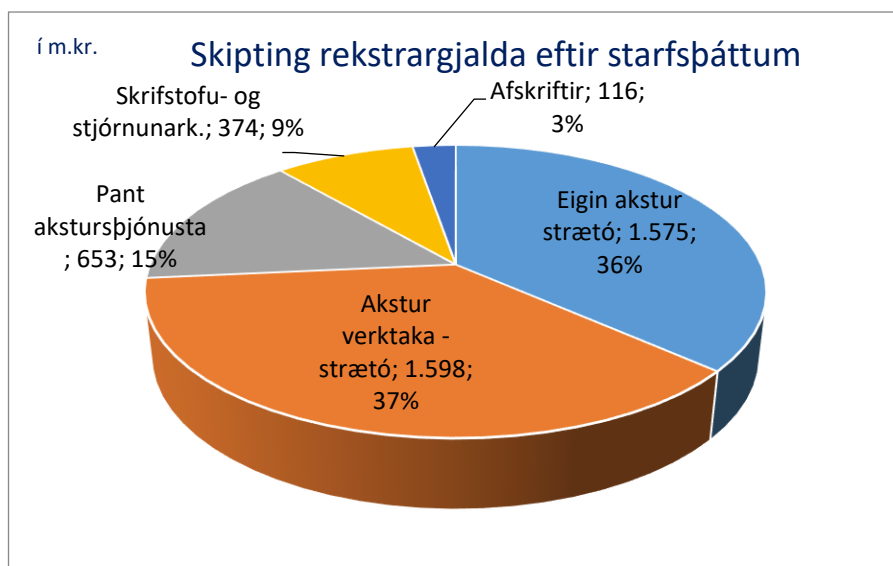 í m.kr.
Skipting rekstrargjalda eftir starfsþáttum
Skrifstofu- og
stjórnunark.; 374; 9%
Afskriftir; 116;
3%
Pant
akstursþjónusta
; 653; 15%
Eigin akstur
strætó; 1.575;
36%
Akstur
verktaka -
strætó; 1.598;
37%